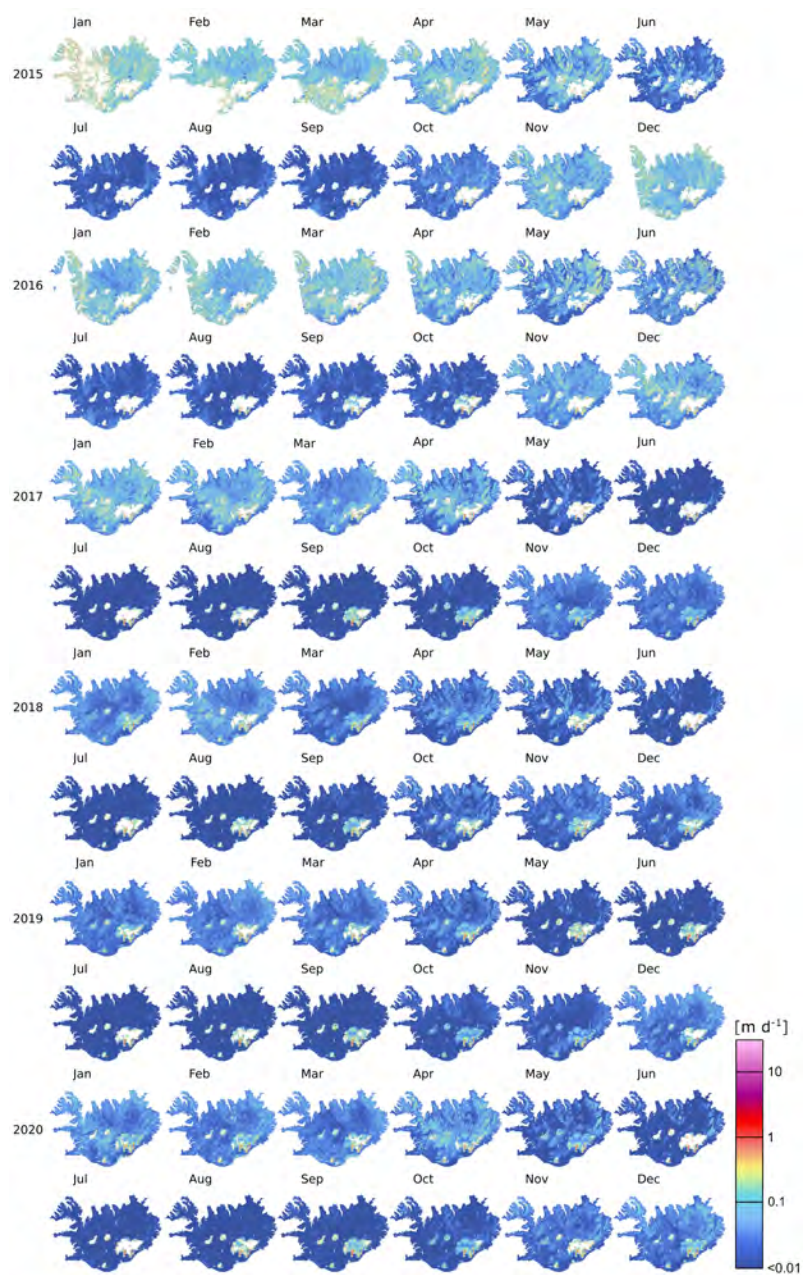 Jan Feb Mar Apr May Jun
2015
Jul Aug Sep Oct Nov Dec
Jan Feb Mar Apr May Jun
2016
Jul Aug Sep Oct Nov Dec
Jan Feb Mar Apr May Jun
2017
Jul Aug Sep Oct Nov Dec
Jan Feb Mar Apr May Jun
2018
Jul Aug Sep Oct Nov Dec
Jan Feb Mar Apr May Jun
2019
Jul Aug Sep Oct Nov Dec
[m d⁻¹]
10
Jan Feb Mar Apr May Jun
2020
1
Jul Aug Sep Oct Nov Dec
0.1
<0.01